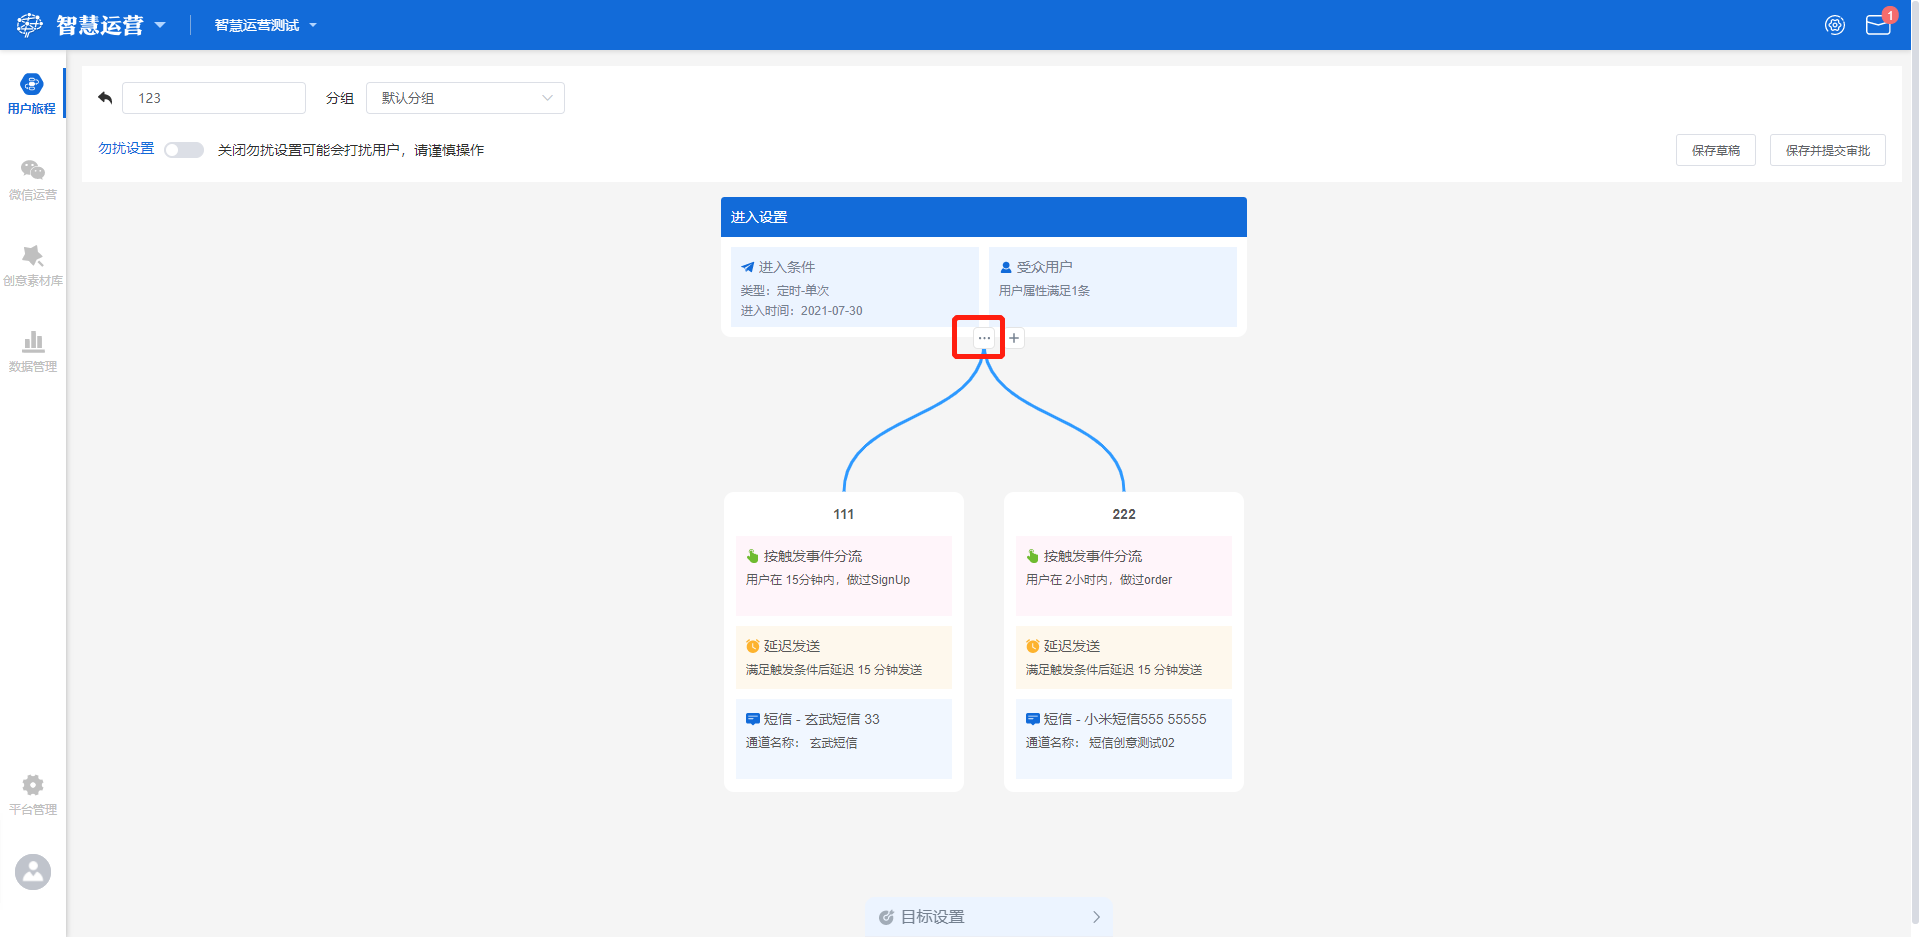 智慧运营
智慧运营测试
1
用户旅程
微信运营
创意素材库
数据管理
平台管理
123
分组
默认分组
勿扰设置
关闭勿扰设置可能会打扰用户，请谨慎操作
保存草稿
保存并提交审批
进入设置
进入条件
类型：定时-单次
进入时间：2021-07-30
受众用户
用户属性满足1条
111
按触发事件分流
用户在 15分钟内，做过SignUp
延迟发送
满足触发条件后延迟 15 分钟发送
短信 - 玄武短信 33
通道名称： 玄武短信
222
按触发事件分流
用户在 2小时内，做过order
延迟发送
满足触发条件后延迟 15 分钟发送
短信 - 小米短信555 55555
通道名称： 短信创意测试02
目标设置